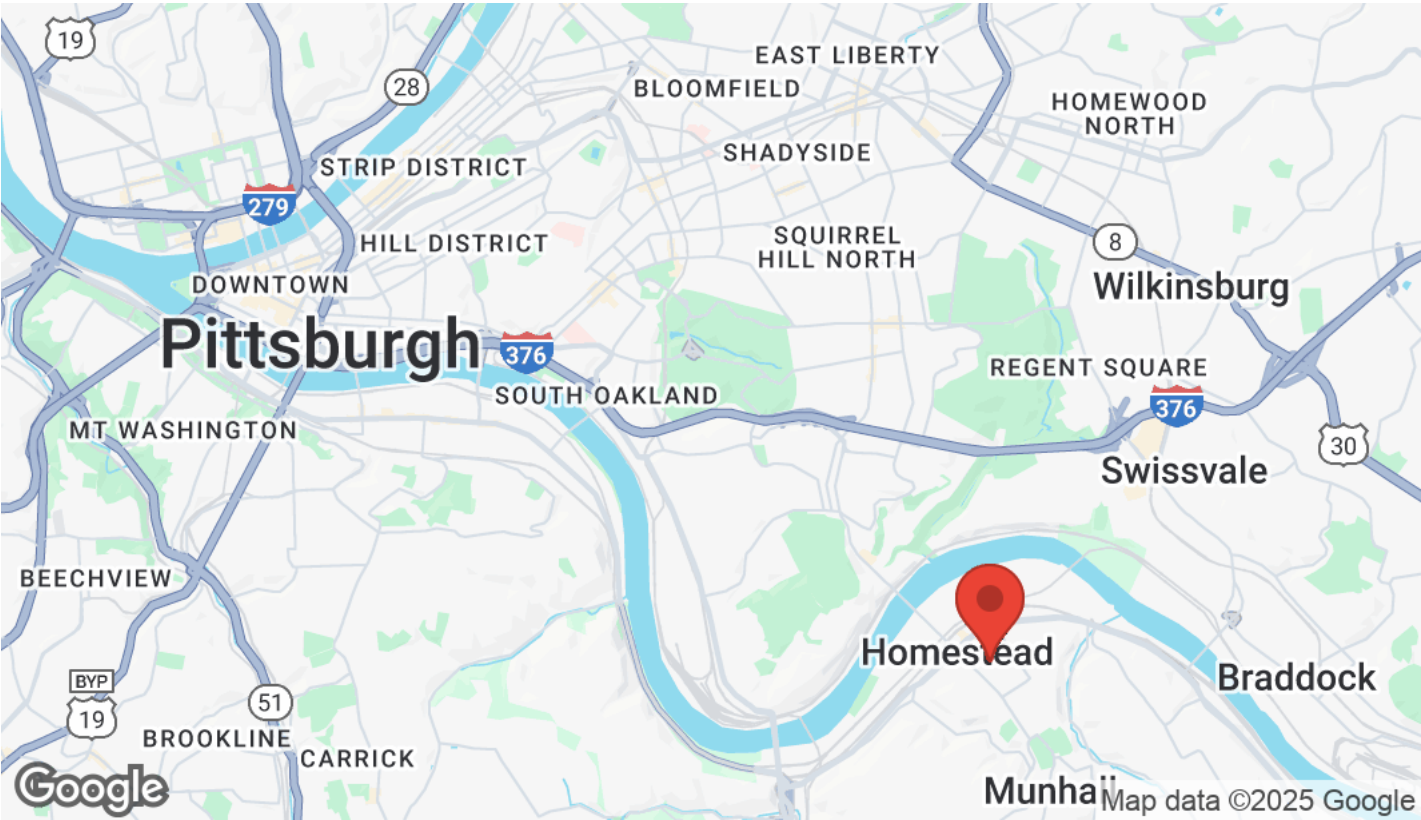 19
28
EAST LIBERTY
BLOOMFIELD
HOMEWOOD
NORTH
STRIP DISTRICT
SHADYSIDE
279
HILL DISTRICT
SQUIRREL
HILL NORTH
8
DOWNTOWN
Wilkinsburg
Pittsburgh
376
REGENT SQUARE
SOUTH OAKLAND
376
MT WASHINGTON
30
Swissvale
BEECHVIEW
Homestead
Braddock
BYP
19
51
BROOKLINE
CARRICK
Google
Munhall
Map data ©2025 Google